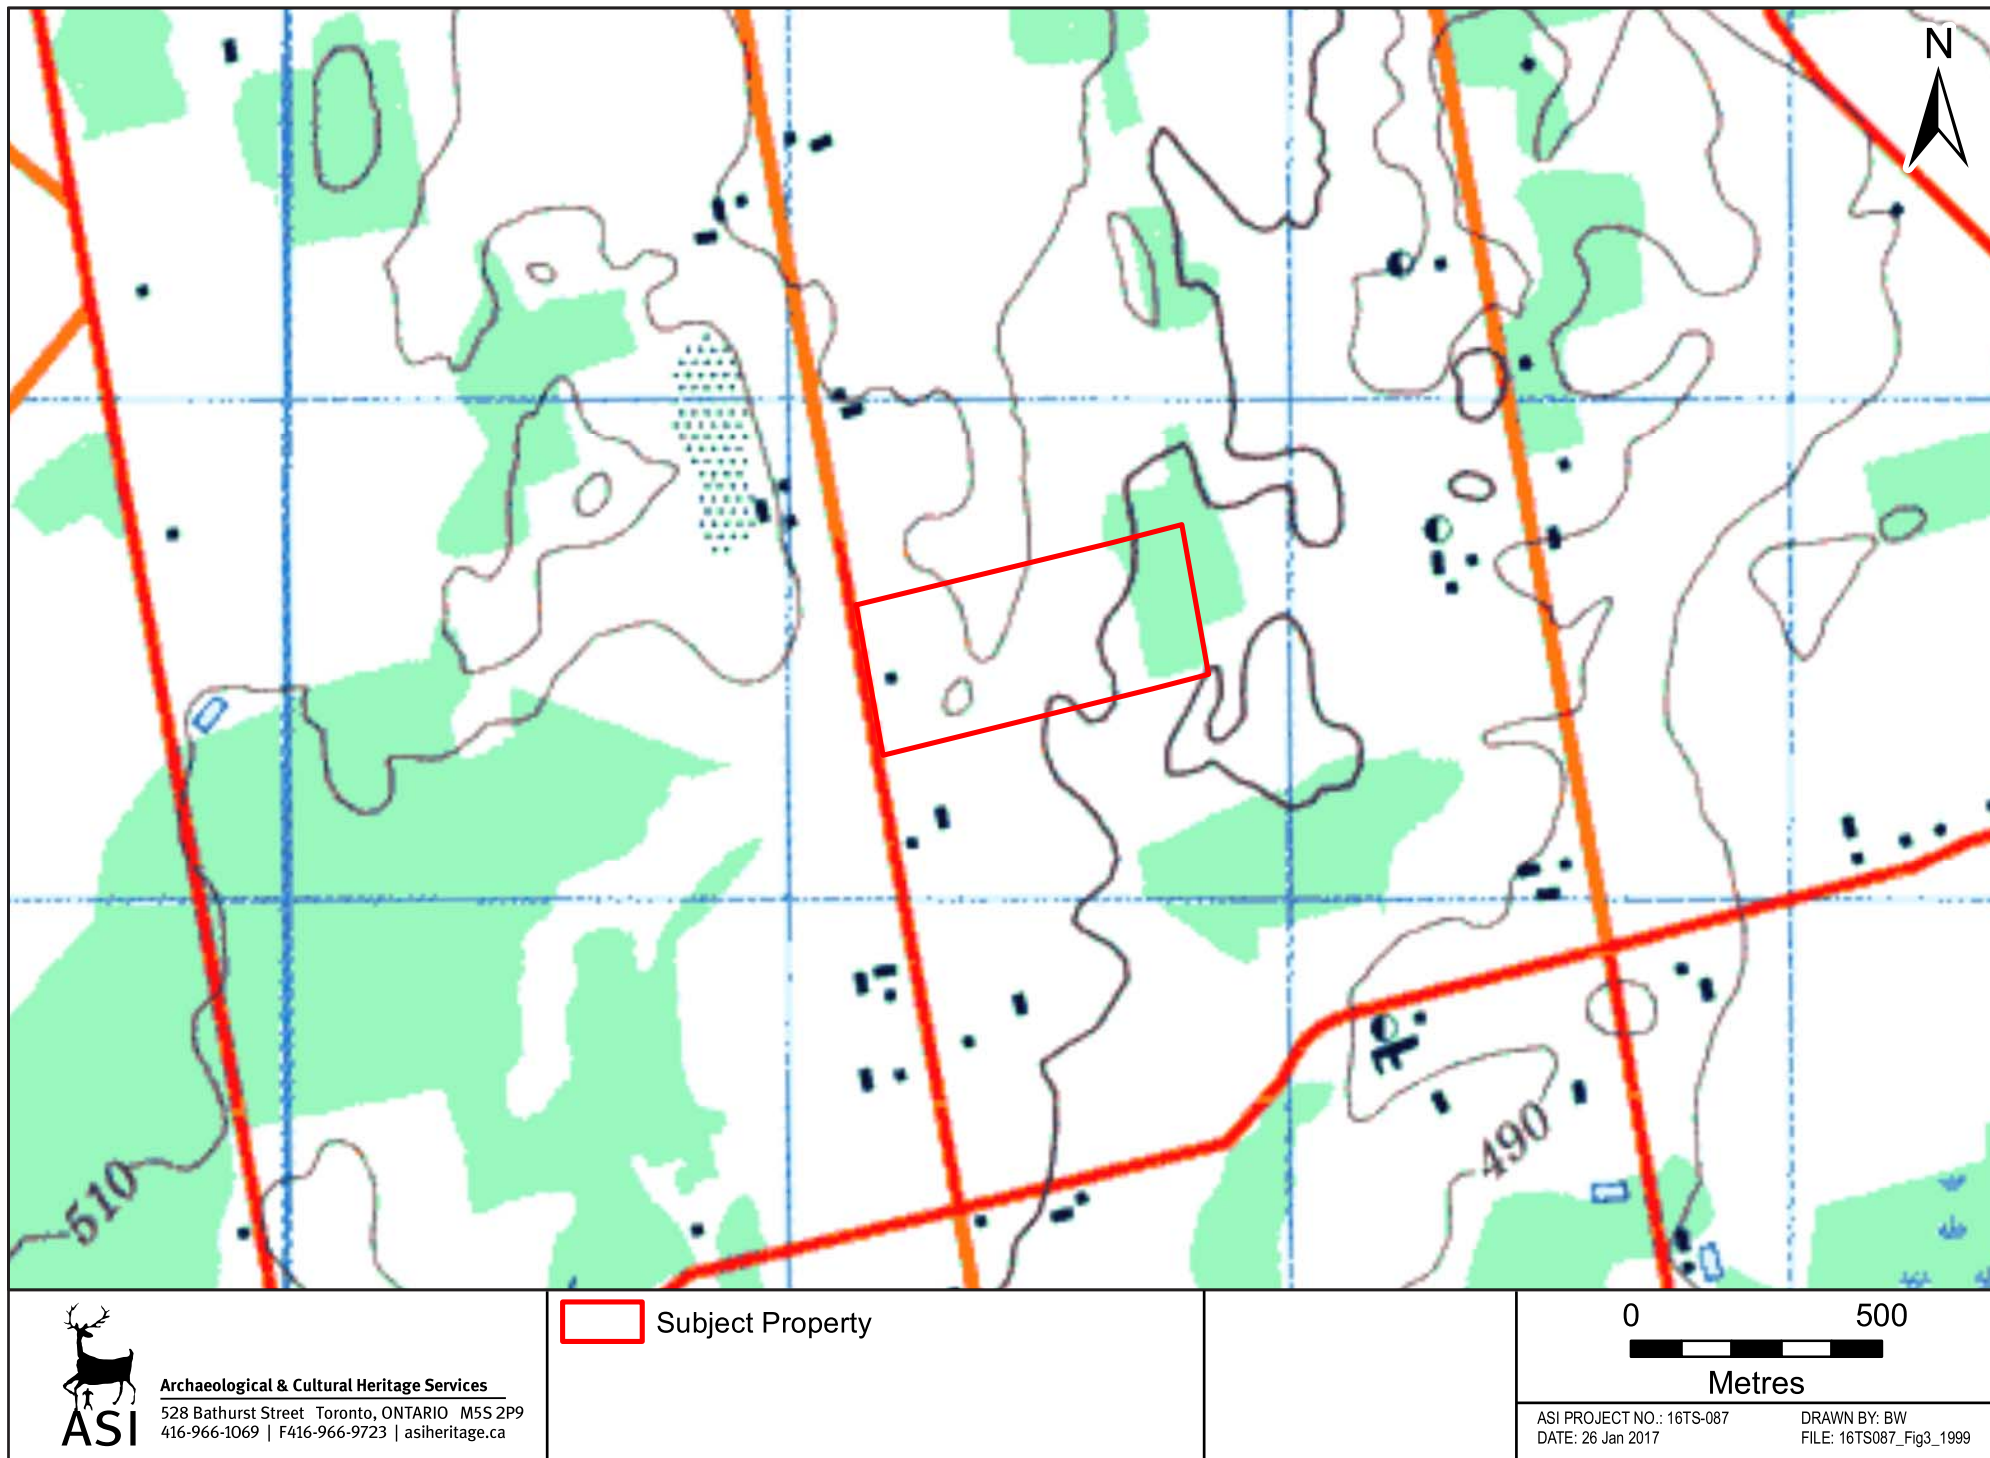 N
510
490
ASI
Archaeological & Cultural Heritage Services
528 Bathurst Street Toronto, ONTARIO M5S 2P9
416-966-1069 | F416-966-9723 | asiheritage.ca
Subject Property
0 500
Metres
ASI PROJECT NO.: 16TS-087
DATE: 26 Jan 2017
DRAWN BY: BW
FILE: 16TS087_Fig3_1999